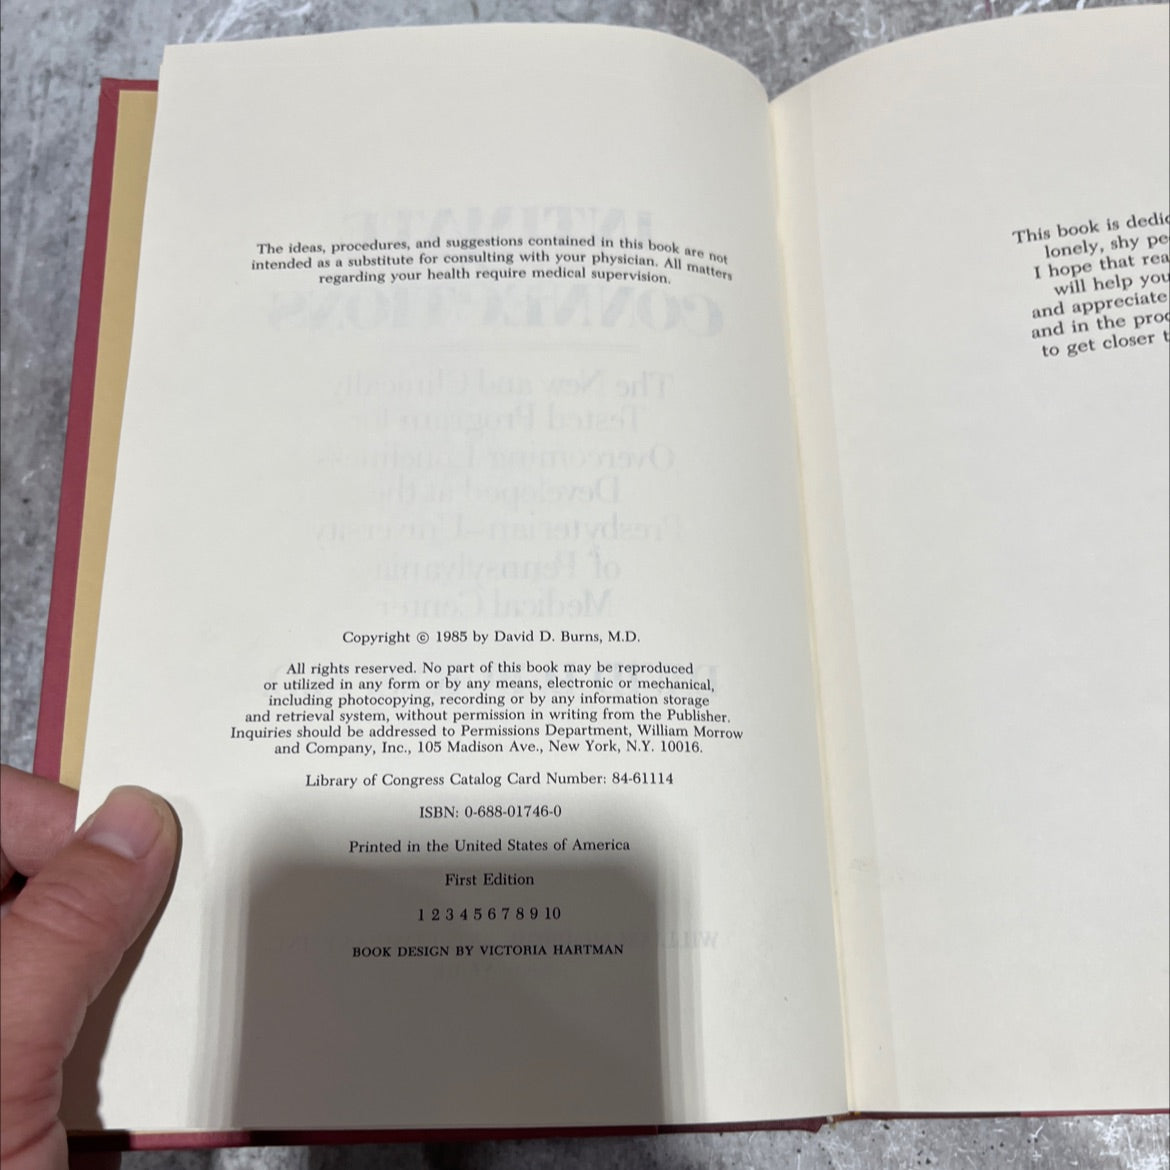 The ideas, procedures, and suggestions contained in this book are not
intended as a substitute for consulting with your physician. All matters
regarding your health require medical supervision.
Copyright © 1985 by David D. Burns, M.D.
All rights reserved. No part of this book may be reproduced
or utilized in any form or by any means, electronic or mechanical,
including photocopying, recording or by any information storage
and retrieval system, without permission in writing from the Publisher.
Inquiries should be addressed to Permissions Department, William Morrow
and Company, Inc., 105 Madison Ave., New York, N.Y. 10016.
Library of Congress Catalog Card Number: 84-61114
ISBN: 0-688-01746-0
Printed in the United States of America
First Edition
1 2 3 4 5 6 7 8 9 10
BOOK DESIGN BY VICTORIA HARTMAN
This book is dedic
lonely, shy pe
I hope that rea
will help you
and appreciate
and in the proc
to get closer t